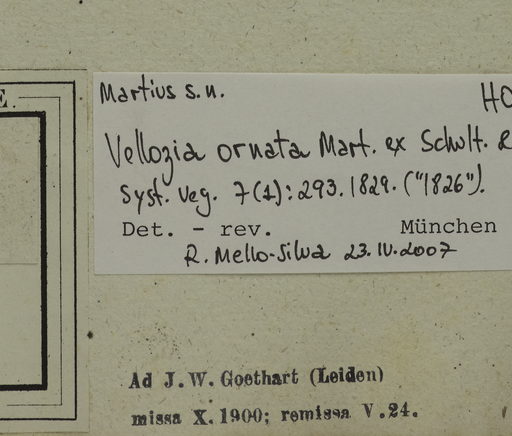 E.
Martius s.n. HO
Vellozia ornata Mart. ex Schult. &
Syst. Veg. 7(1): 293. 1829. ("1826").
Det. - rev. München
R. Mello-Silva 23.IV.2007
Ad J. W. Goethart (Leiden)
missa X. 1900; remissa V. 24.